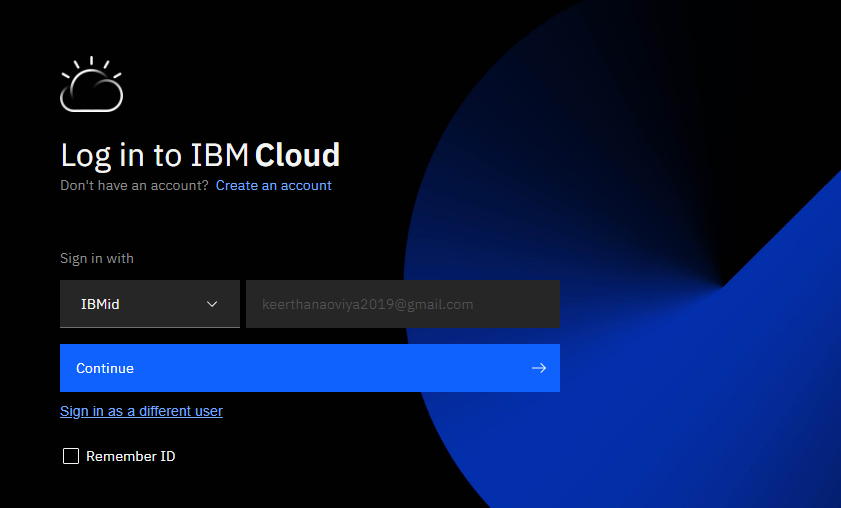 Log in to IBM Cloud
Don't have an account? Create an account
Sign in with
IBMid keerthanaoviya2019@gmail.com
Continue
Sign in as a different user
Remember ID